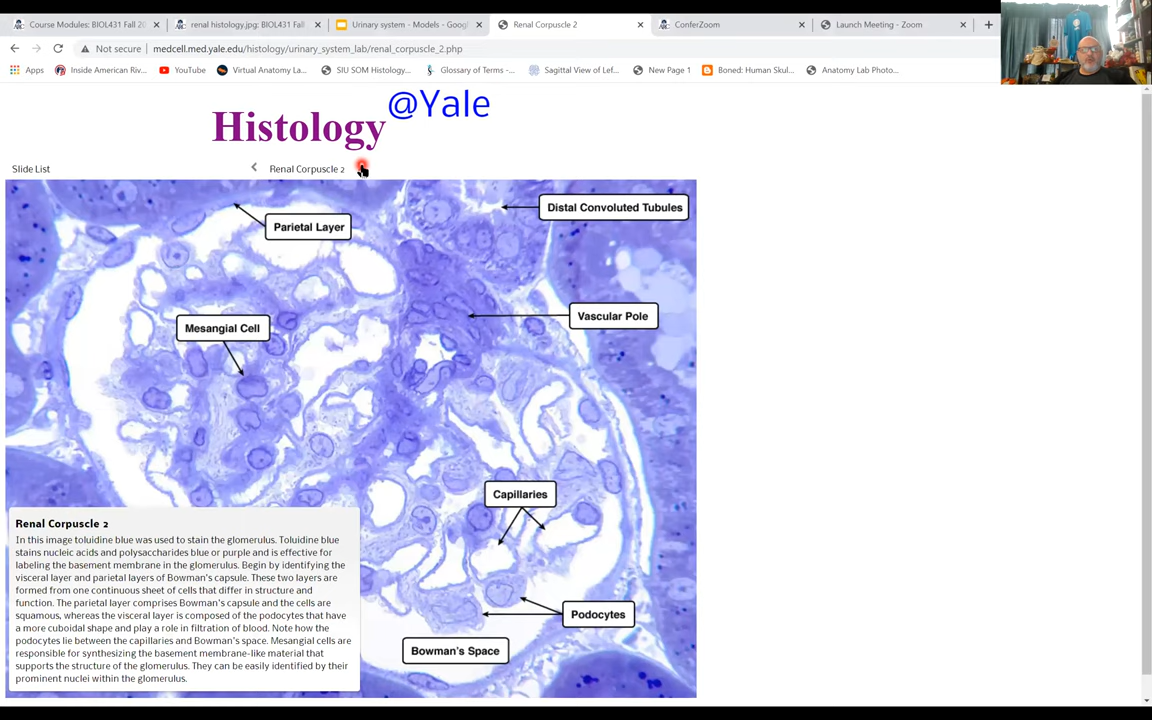 Course Modules: BIOL431 Fall 20
renal histology.jpg: BIOL431 Fall
Urinary system - Models - Goog
Renal Corpuscle 2
ConferZoom
Launch Meeting - Zoom
Not secure
medcell.med.yale.edu/histology/urinary_system_lab/renal_corpuscle_2.php
Apps
Inside American Riv...
YouTube
Virtual Anatomy La...
SIU SOM Histology...
Glossary of Terms -...
Sagittal View of Lef...
New Page 1
Boned: Human Skul...
Anatomy Lab Photo...
Histology@Yale
Slide List
Renal Corpuscle 2
Distal Convoluted Tubules
Parietal Layer
Vascular Pole
Mesangial Cell
Capillaries
Podocytes
Bowman's Space
Renal Corpuscle 2
In this image toluidine blue was used to stain the glomerulus. Toluidine blue
stains nucleic acids and polysaccharides blue or purple and is effective for
labeling the basement membrane in the glomerulus. Begin by identifying the
visceral layer and parietal layers of Bowman's capsule. These two layers are
formed from one continuous sheet of cells that differ in structure and
function. The parietal layer comprises Bowman's capsule and the cells are
squamous, whereas the visceral layer is composed of the podocytes that have
a more cuboidal shape and play a role in filtration of blood. Note how the
podocytes lie between the capillaries and Bowman's space. Mesangial cells are
responsible for synthesizing the basement membrane-like material that
supports the structure of the glomerulus. They can be easily identified by their
prominent nuclei within the glomerulus.